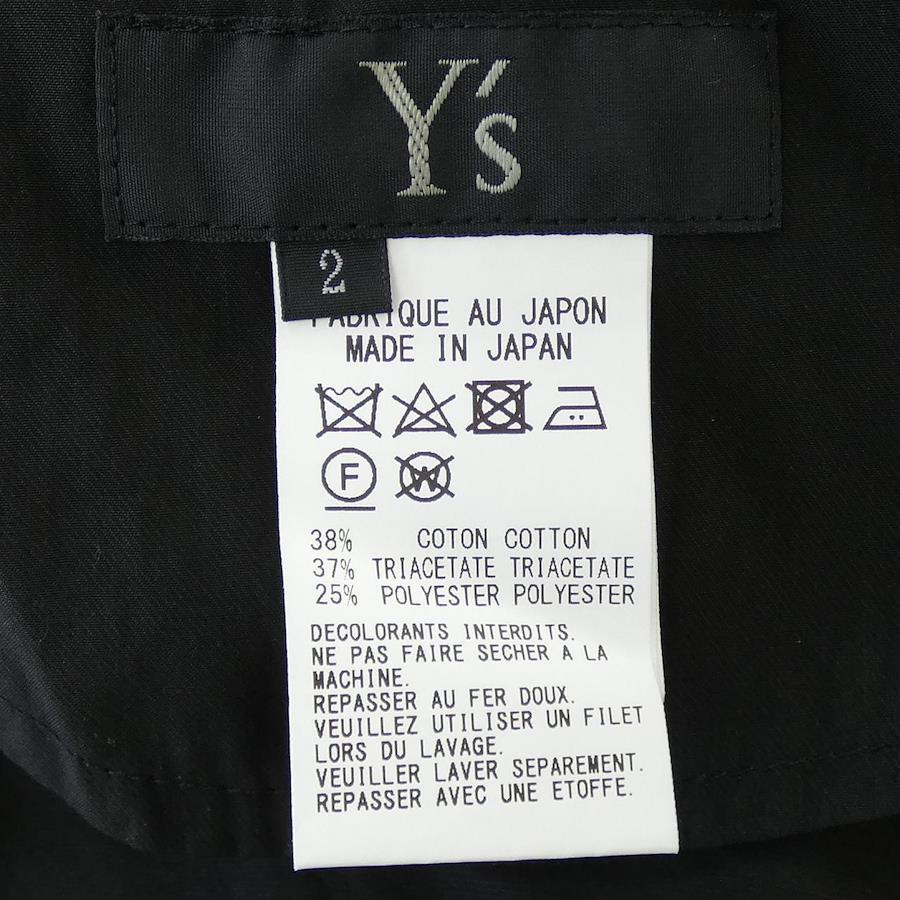 Y's
2
FABRIQUE AU JAPON
MADE IN JAPAN
F W
38% COTON COTTON
37% TRIACETATE TRIACETATE
25% POLYESTER POLYESTER
DECOLORANTS INTERDITS.
NE PAS FAIRE SECHER A LA
MACHINE.
REPASSER AU FER DOUX.
VEUILLEZ UTILISER UN FILET
LORS DU LAVAGE.
VEUILLER LAVER SEPAREMENT.
REPASSER AVEC UNE ETOFFE.